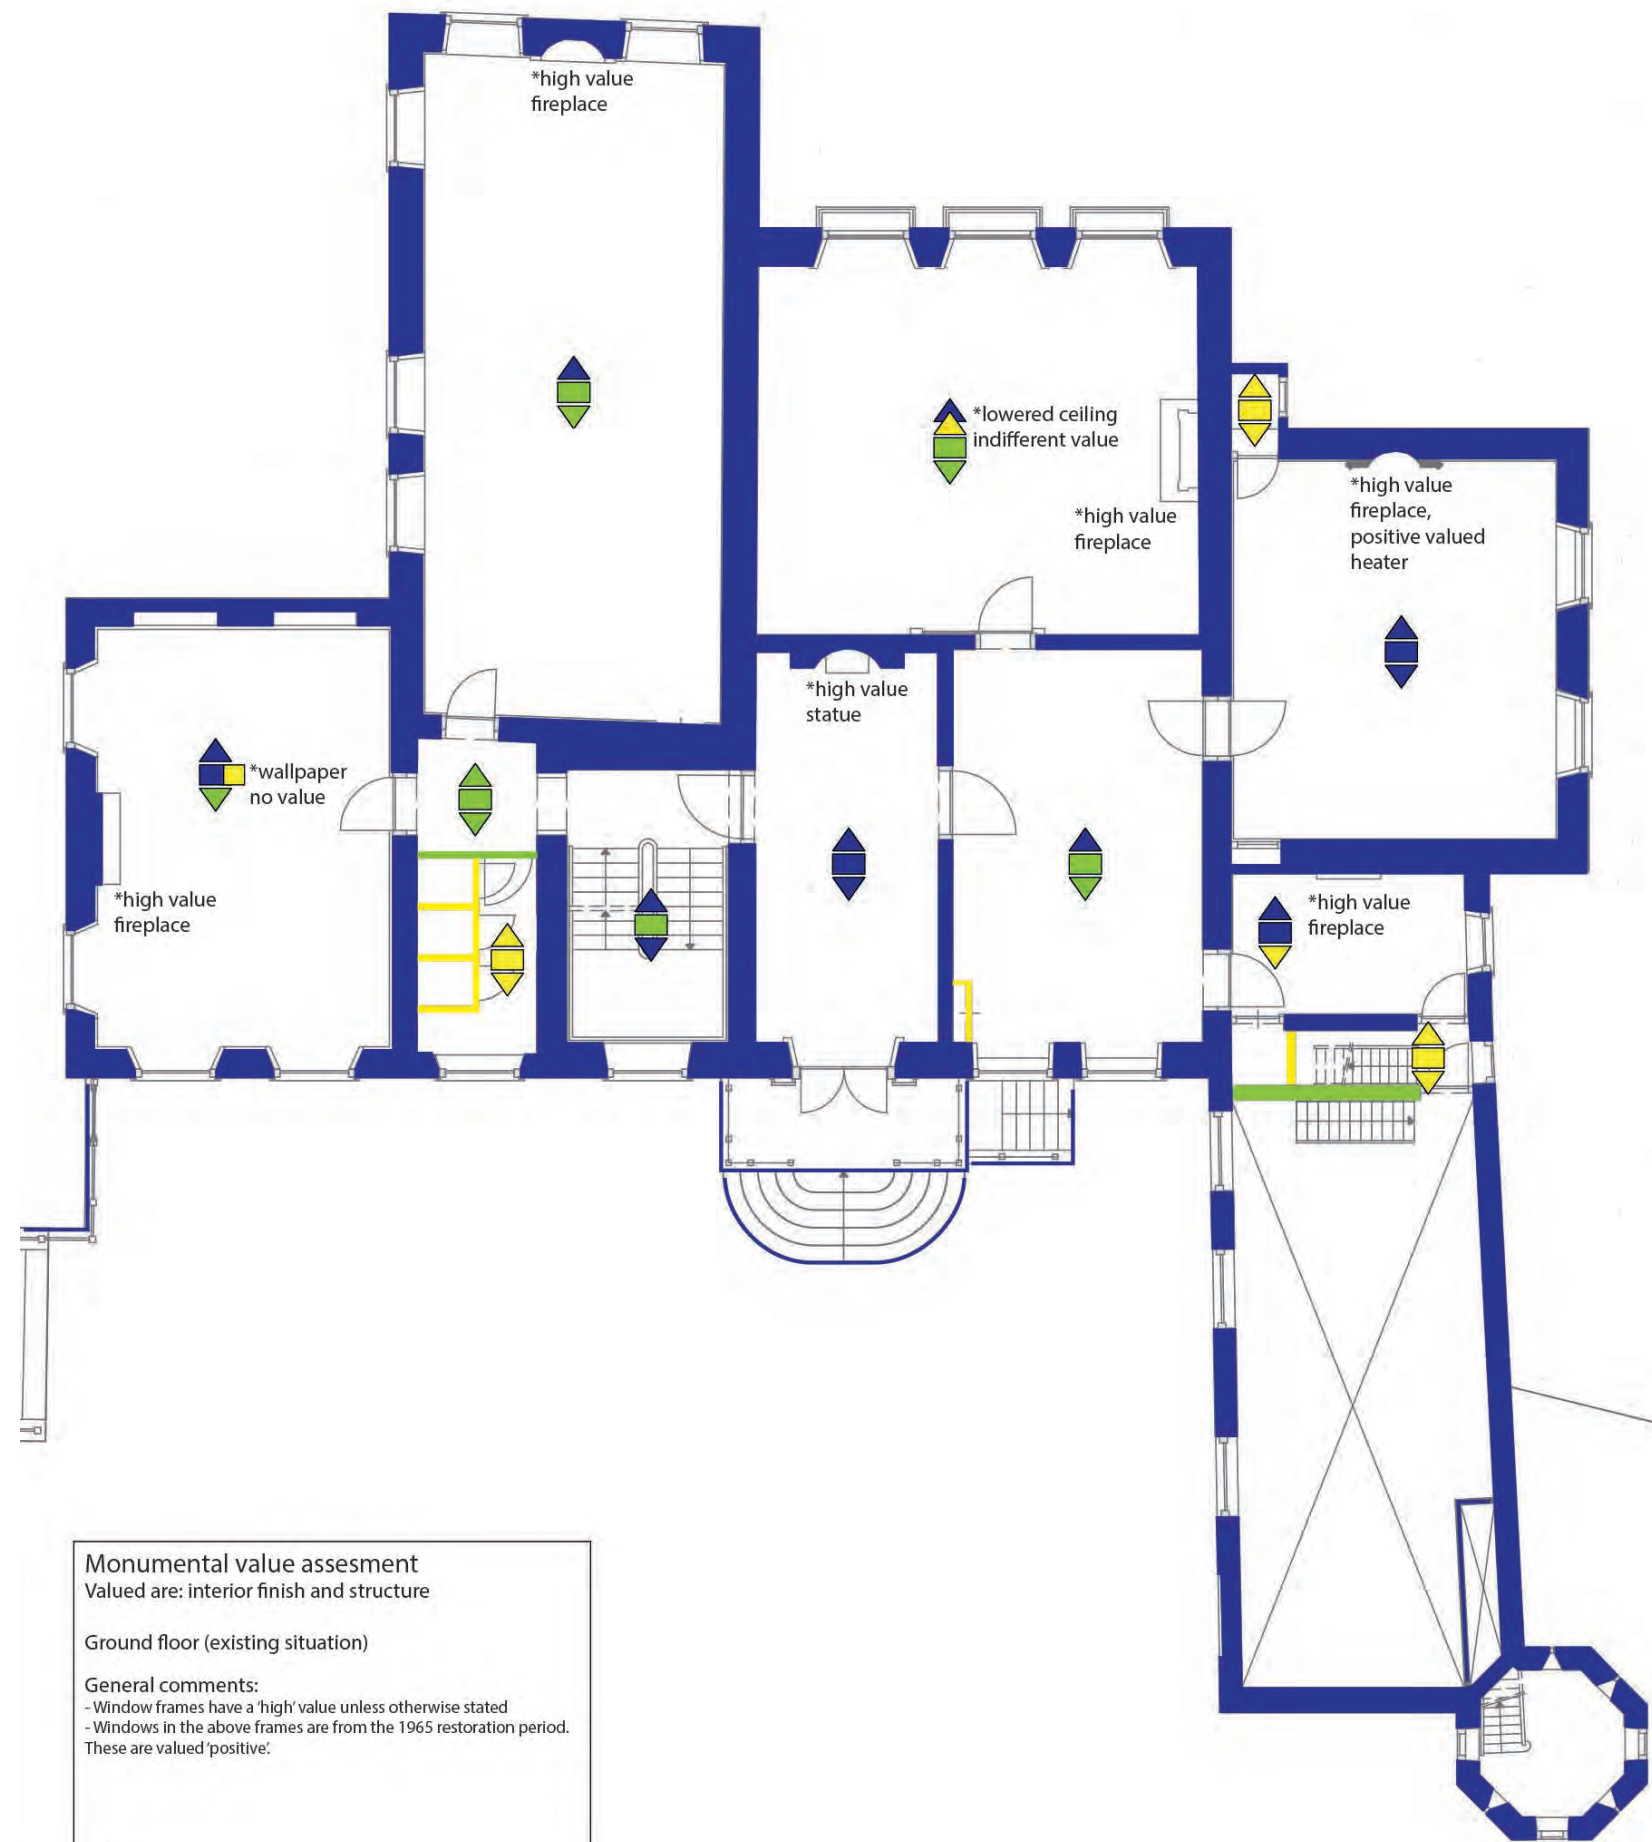 *high value
fireplace
*lowered ceiling
indifferent value
*high value
fireplace
*high value
fireplace,
positive valued
heater
*high value
statue
*wallpaper
no value
*high value
fireplace
*high value
fireplace
Monumental value assesment
Valued are: interior finish and structure
Ground floor (existing situation)
General comments:
- Window frames have a ‘high’ value unless otherwise stated
- Windows in the above frames are from the 1965 restoration period.
These are valued ‘positive’.